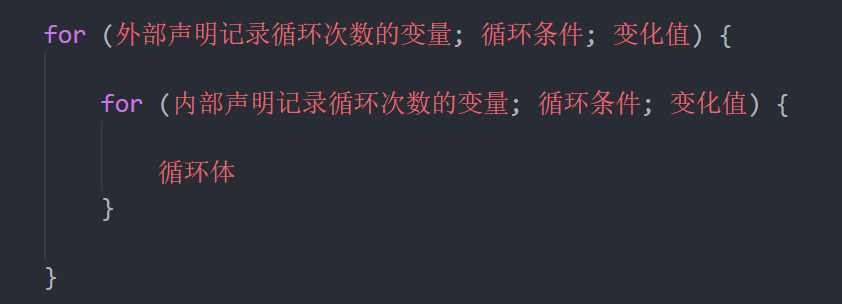 for (外部声明记录循环次数的变量; 循环条件; 变化值) {
for (内部声明记录循环次数的变量; 循环条件; 变化值) {
循环体
}
}